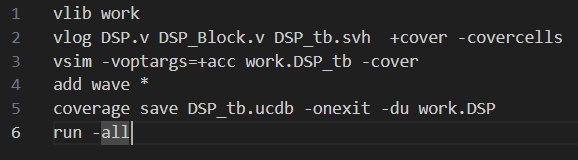 1 vlib work
2 vlog DSP.v DSP_Block.v DSP_tb.svh  +cover -covercells
3 vsim -voptargs=+acc work.DSP_tb -cover
4 add wave *
5 coverage save DSP_tb.ucdb -onexit -du work.DSP
6 run -all